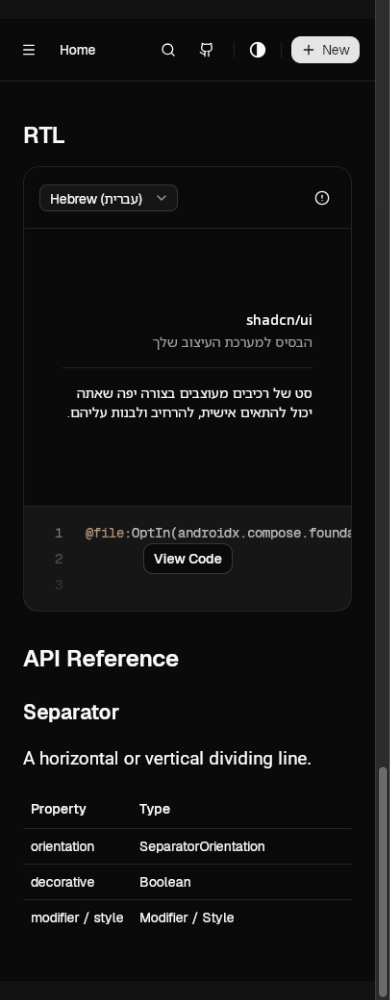 Home
New
RTL
Hebrew (עברית)
shadcn/ui
הבסיס למערכת העיצוב שלך
סט של רכיבים מעוצבים בצורה יפה שאתה
יכול להתאים אישית, להרחיב ולבנות עליהם.
1 @file:OptIn(androidx.compose.founda
2
View Code
3
API Reference
Separator
A horizontal or vertical dividing line.
Property Type
orientation SeparatorOrientation
decorative Boolean
modifier / style Modifier / Style